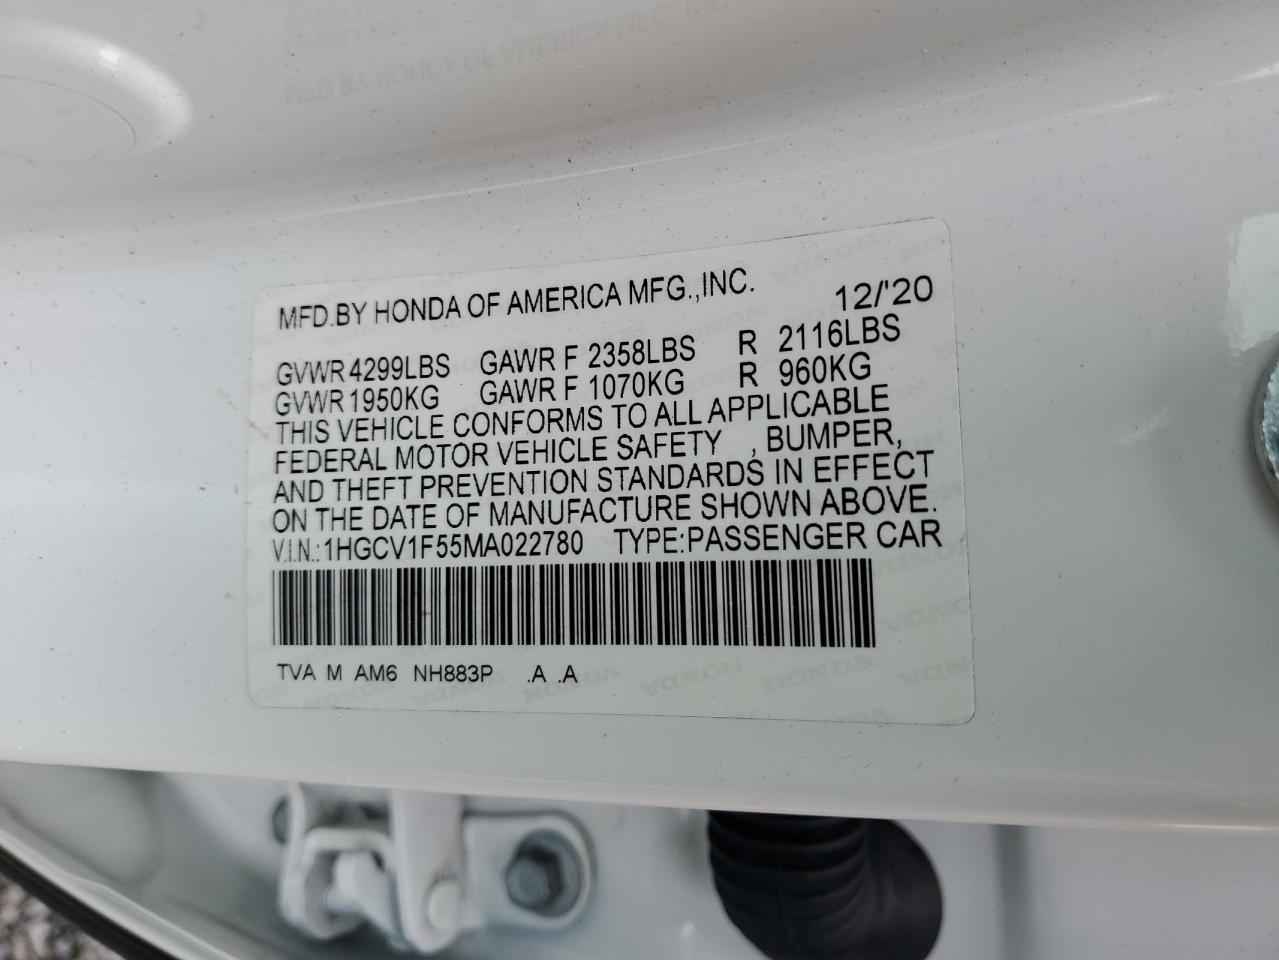 MFD.BY HONDA OF AMERICA MFG.,INC. 12/'20
GVWR 4299LBS GAWR F 2358LBS R 2116LBS
GVWR 1950KG GAWR F 1070KG R 960KG
THIS VEHICLE CONFORMS TO ALL APPLICABLE
FEDERAL MOTOR VEHICLE SAFETY , BUMPER,
AND THEFT PREVENTION STANDARDS IN EFFECT
ON THE DATE OF MANUFACTURE SHOWN ABOVE.
V.I.N.:1HGCV1F55MA022780 TYPE:PASSENGER CAR
TVA M AM6 NH883P .A .A